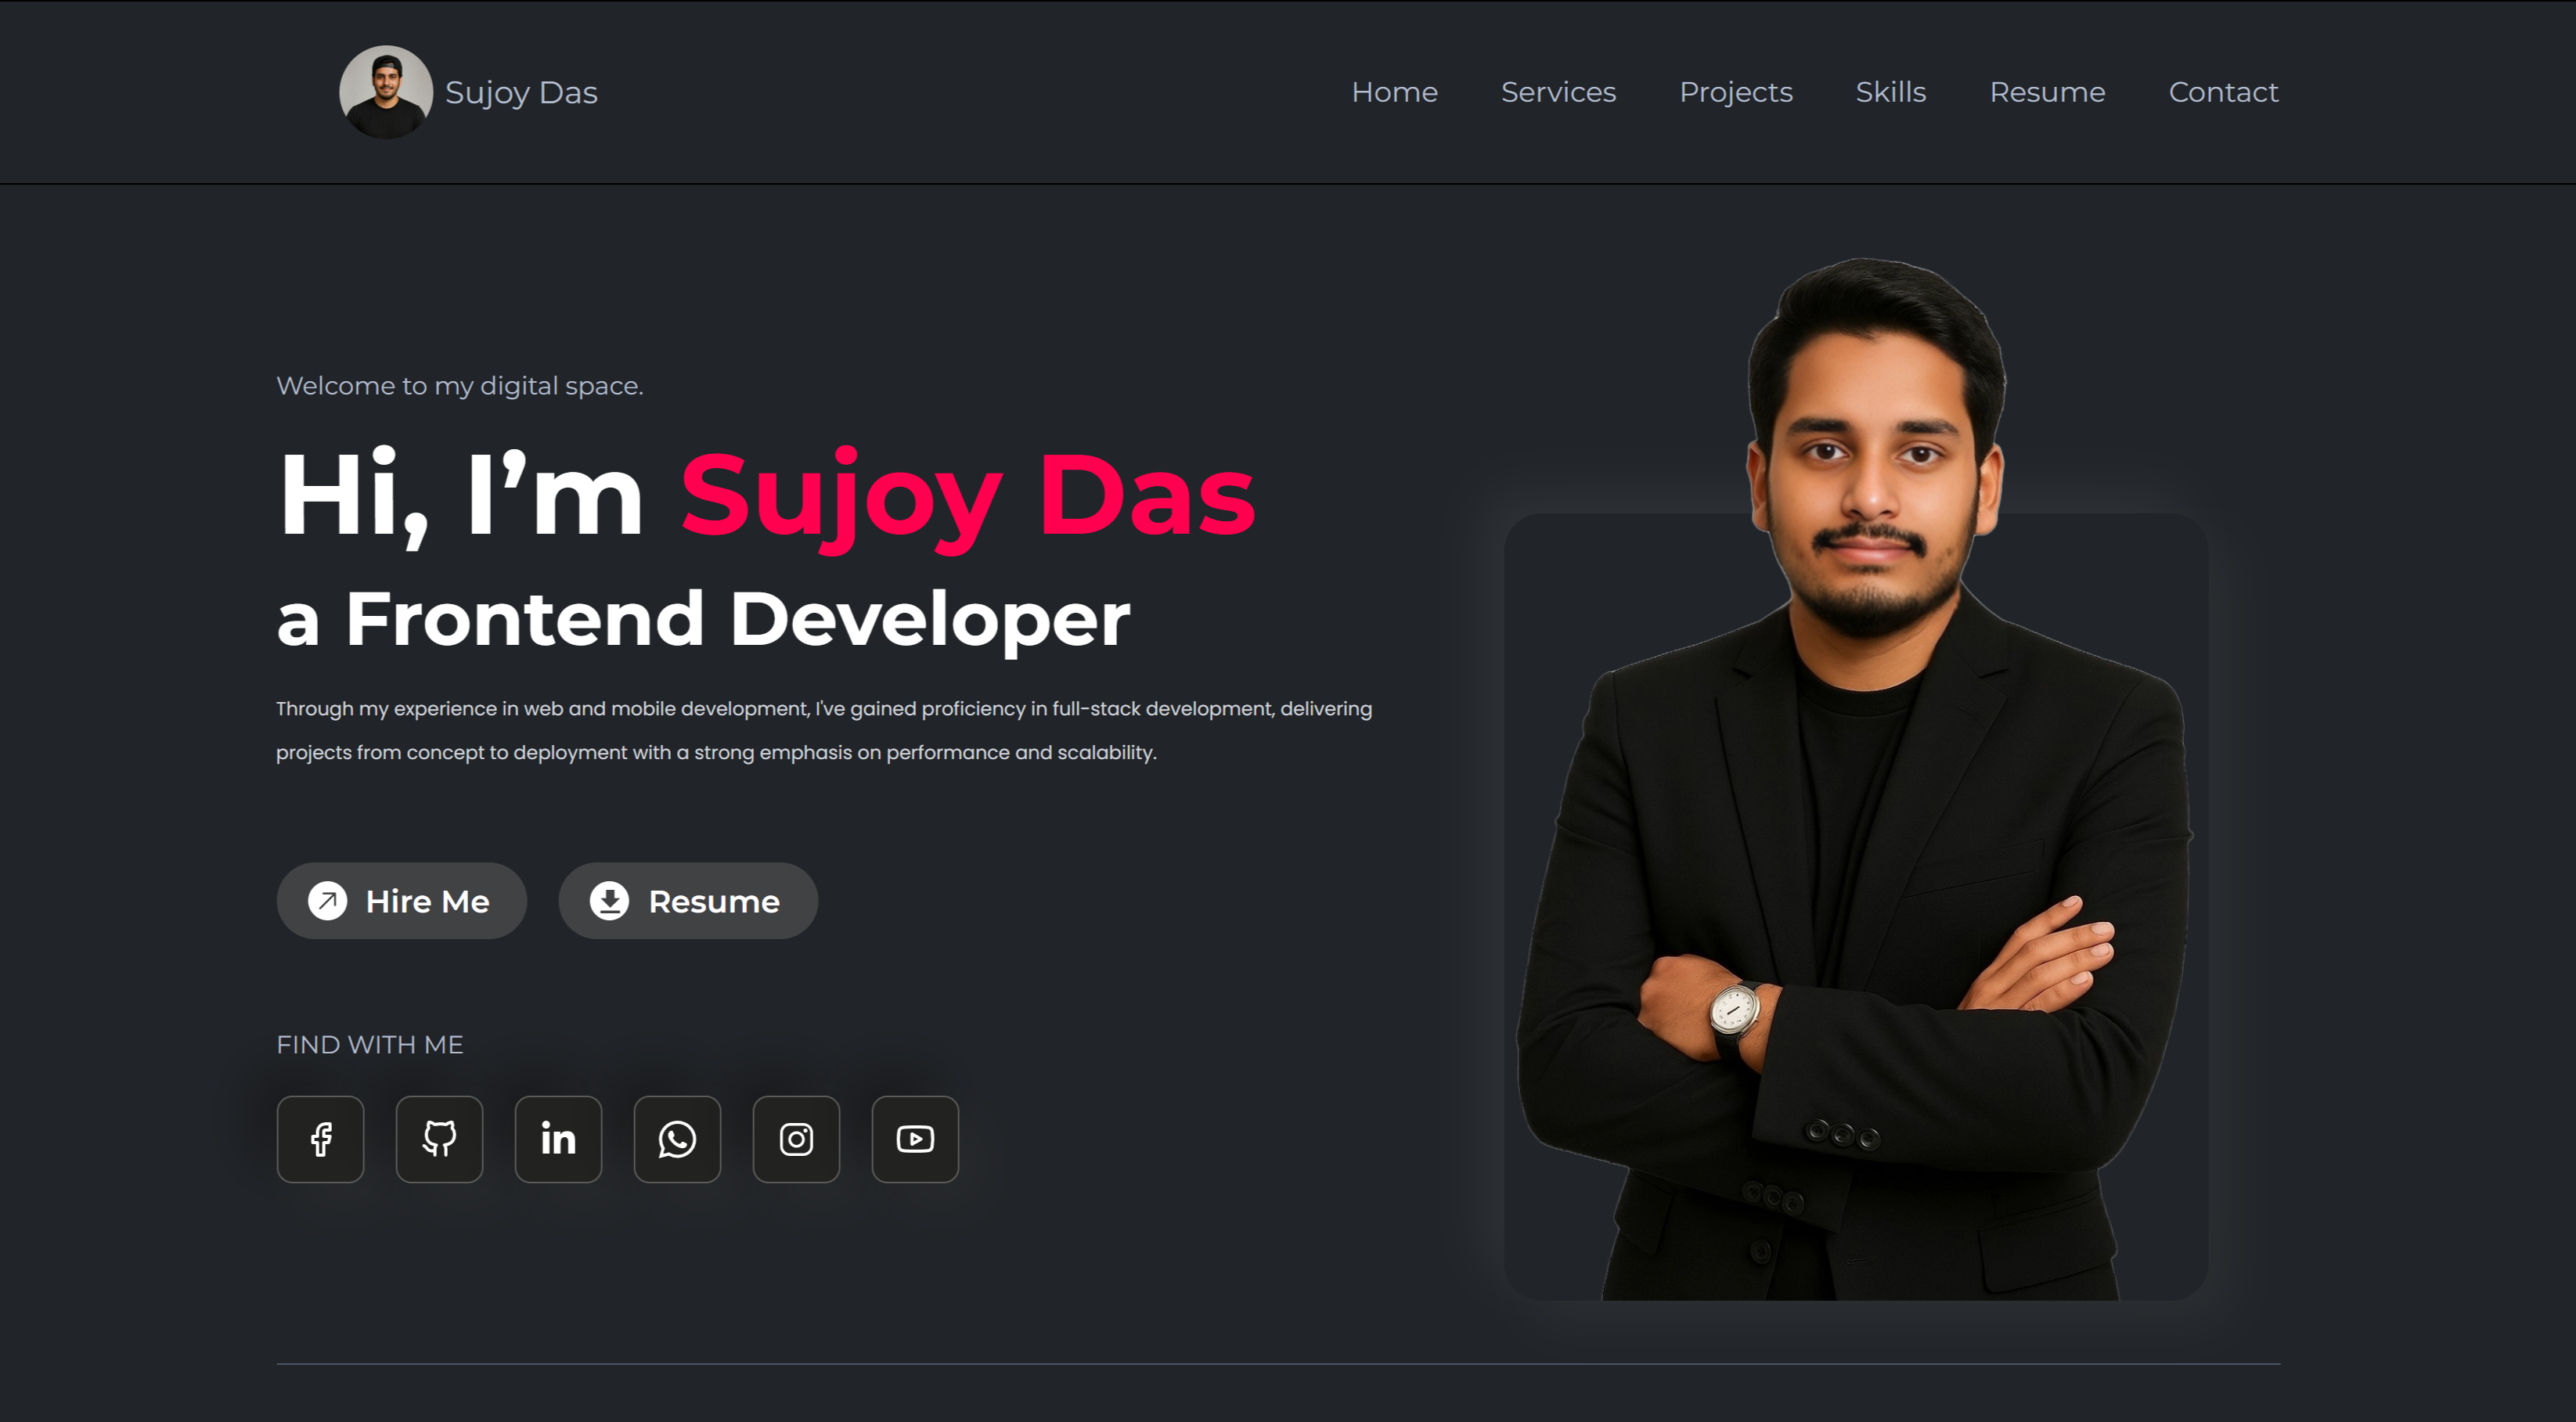 Sujoy Das
Home Services Projects Skills Resume Contact
Welcome to my digital space.
Hi, I’m Sujoy Das
a Frontend Developer
Through my experience in web and mobile development, I've gained proficiency in full-stack development, delivering
projects from concept to deployment with a strong emphasis on performance and scalability.
Hire Me
Resume
FIND WITH ME